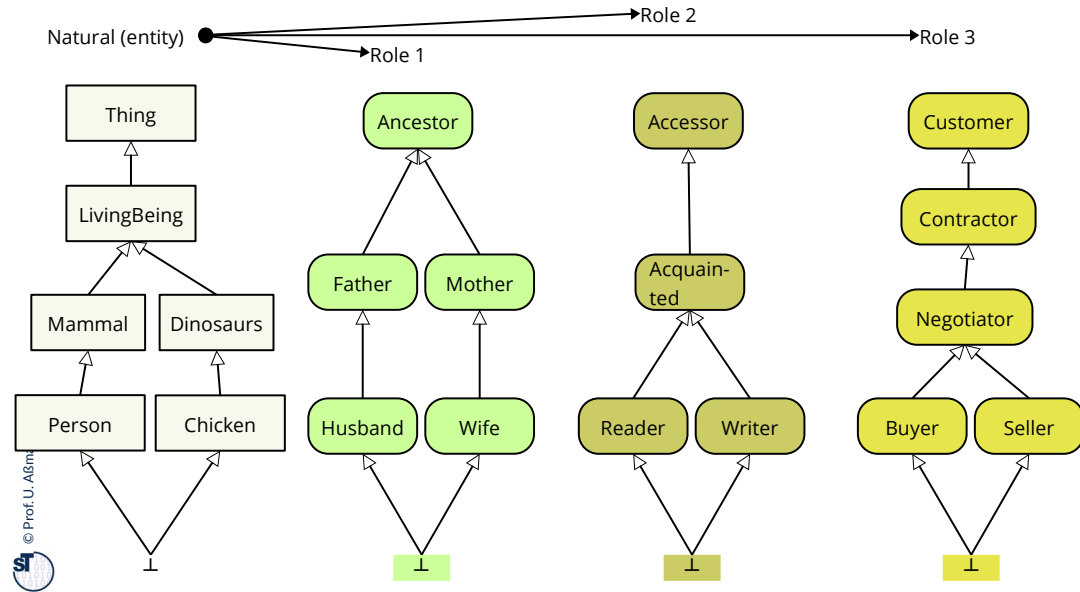 Role 2
Natural (entity)
Role 3
Role 1
Thing
Ancestor
Accessor
Customer
LivingBeing
Contractor
Father
Mother
Acquain-
ted
Negotiator
Mammal
Dinosaurs
Person
Chicken
Husband
Wife
Reader
Writer
Buyer
Seller
© Prof. U. Aßma
ST
⊥
⊥
⊥
⊥